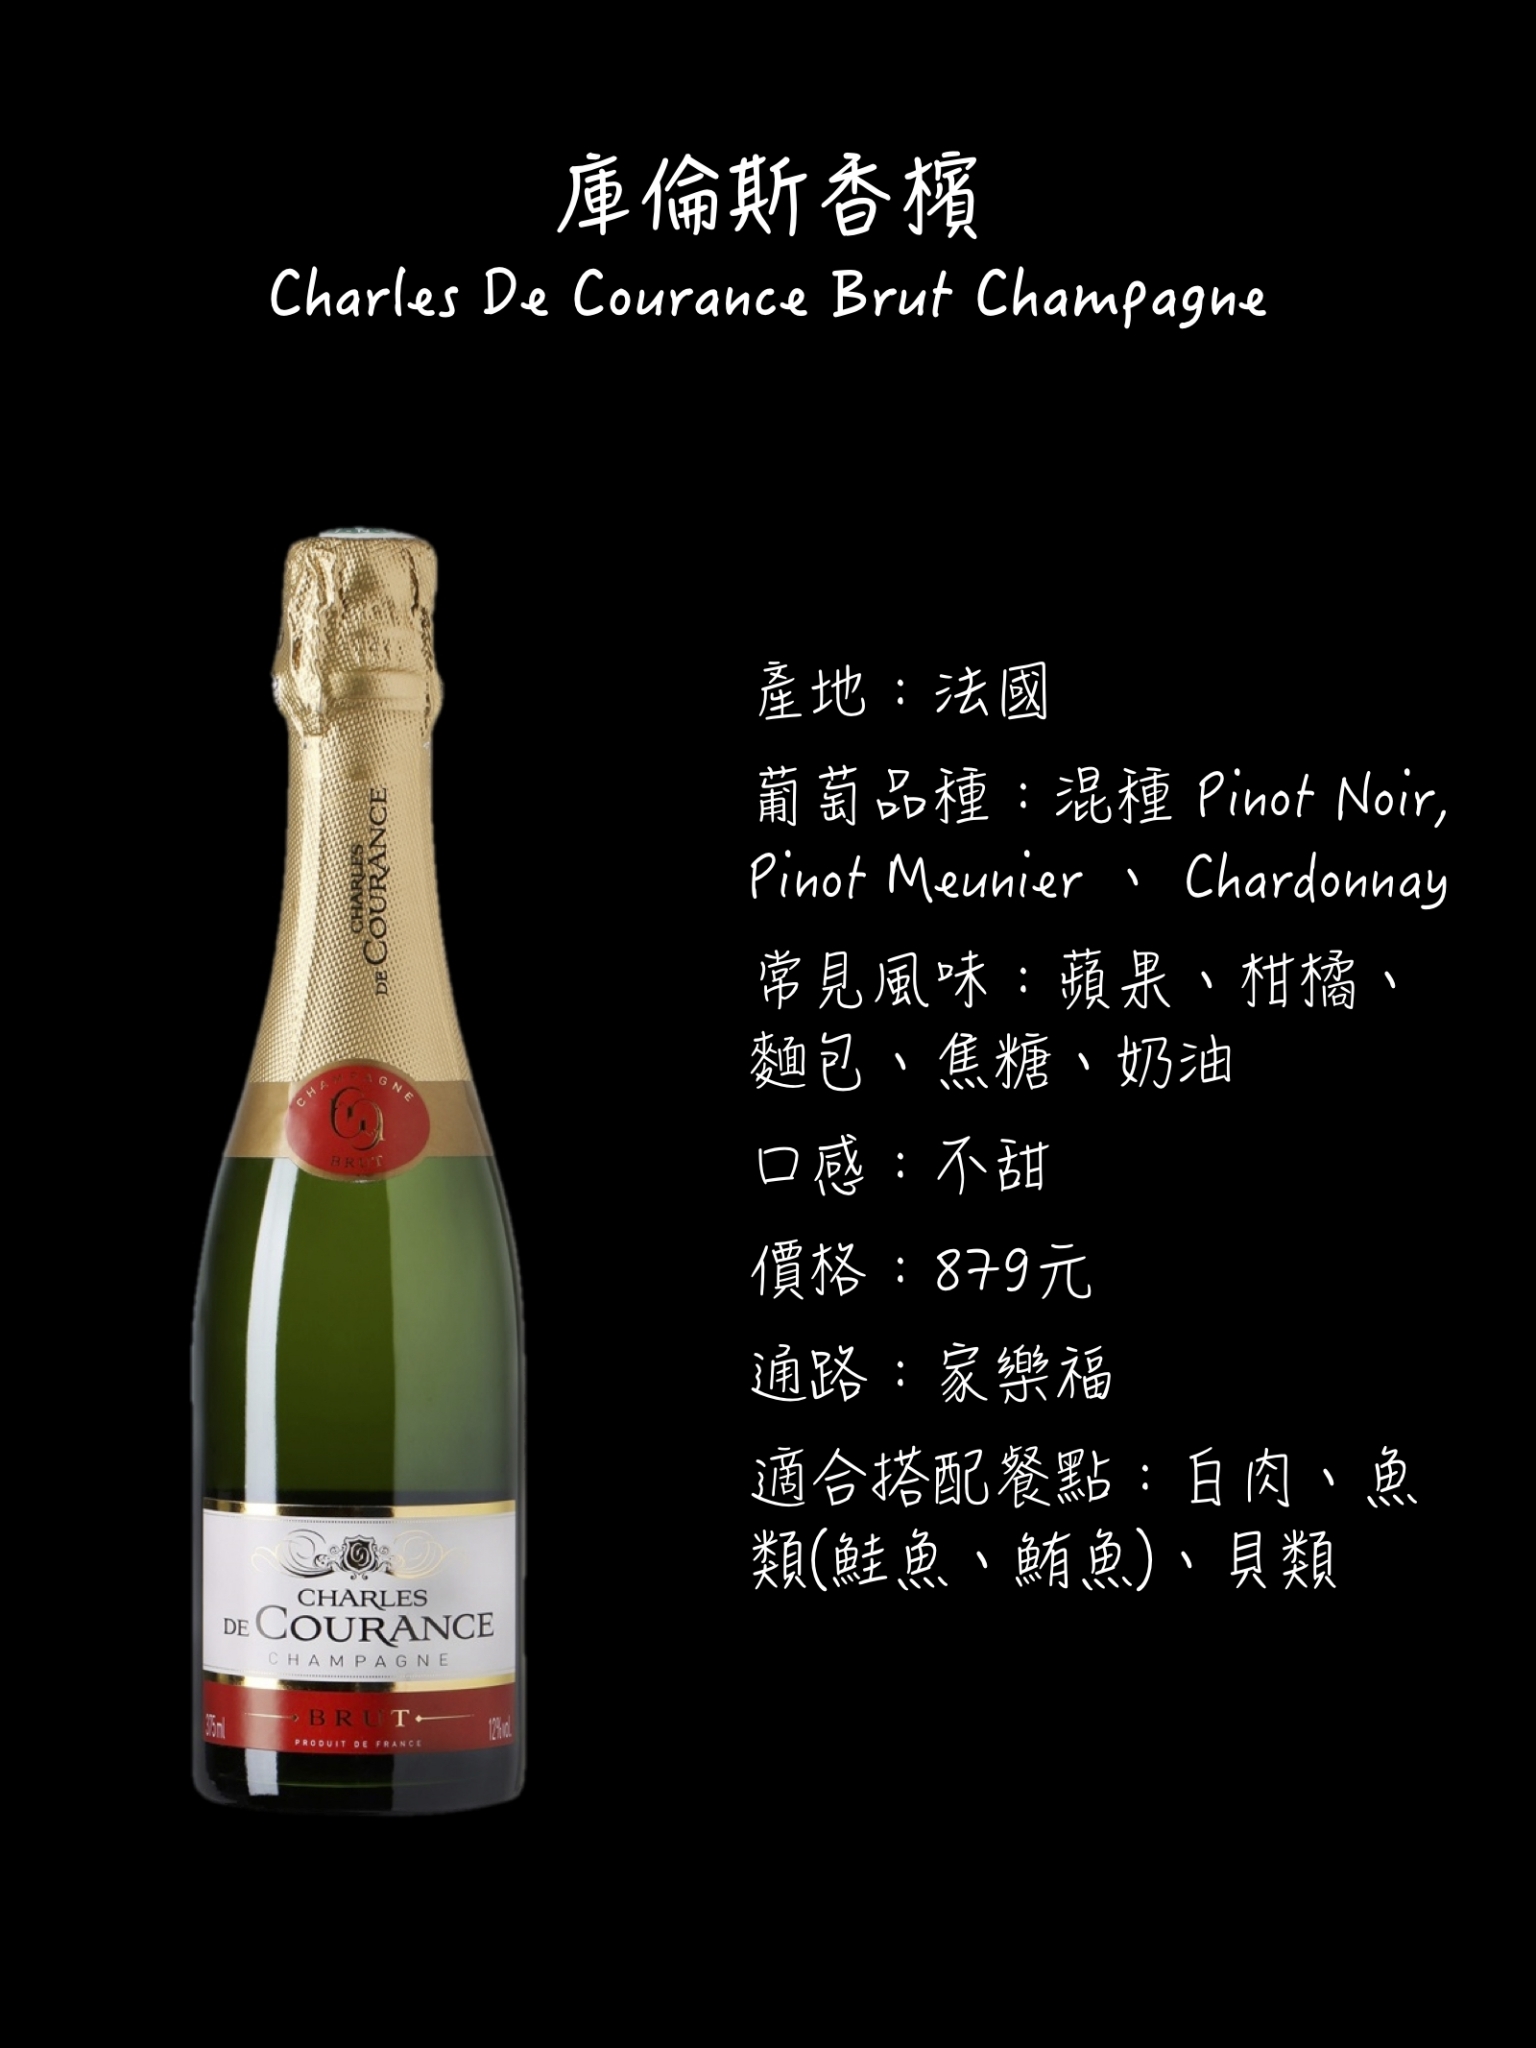 庫倫斯香檳
Charles De Courance Brut Champagne
產地：法國
葡萄品種：混種 Pinot Noir,
Pinot Meunier 、 Chardonnay
常見風味：蘋果、柑橘、
麵包、焦糖、奶油
口感：不甜
價格：879元
通路：家樂福
適合搭配餐點：白肉、魚
類(鮭魚、鮪魚)、貝類
CHARLES
DE COURANCE
CHAMPAGNE
BRUT
CHARLES
DE COURANCE
CHAMPAGNE
BRUT
375 ml
12% vol.
PRODUIT DE FRANCE